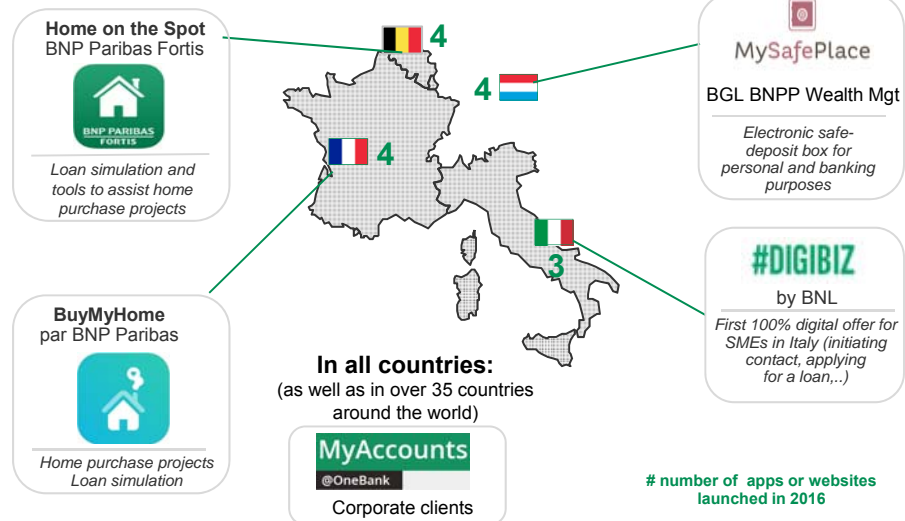 Home on the Spot
BNP Paribas Fortis
BNP PARIBAS
FORTIS
Loan simulation and
tools to assist home
purchase projects
4
4
4
3
MySafePlace
BGL BNPP Wealth Mgt
Electronic safe-
deposit box for
personal and banking
purposes
#DIGIBIZ
by BNL
First 100% digital offer for
SMEs in Italy (initiating
contact, applying
for a loan,..)
BuyMyHome
par BNP Paribas
Home purchase projects
Loan simulation
In all countries:
(as well as in over 35 countries
around the world)
MyAccounts
@OneBank
Corporate clients
# number of apps or websites
launched in 2016